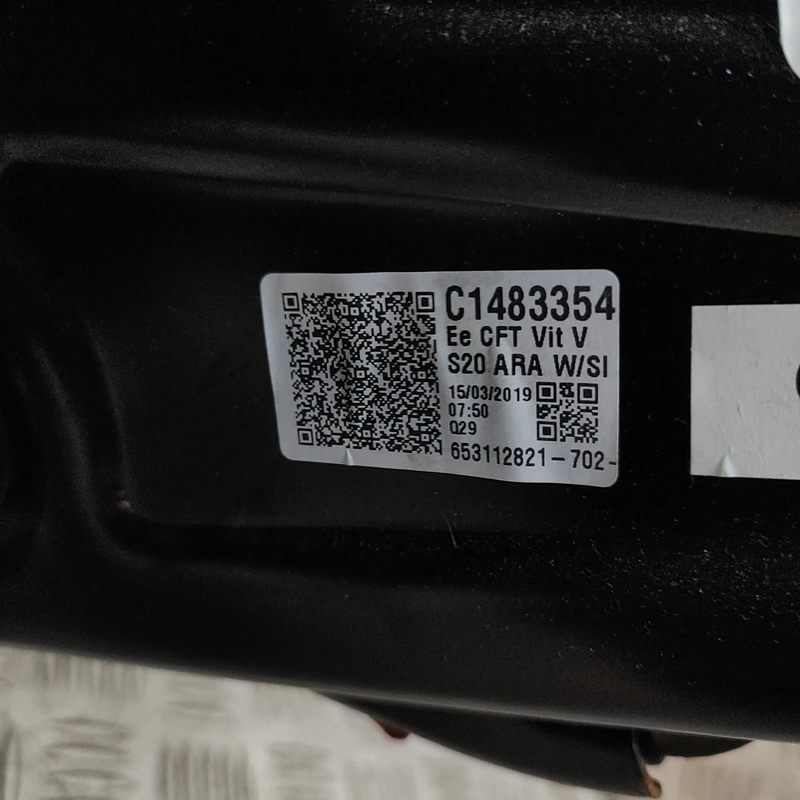 C1483354
Ee CFT Vit V
S20 ARA W/SI
15/03/2019
07:50
Q29
653112821-702-